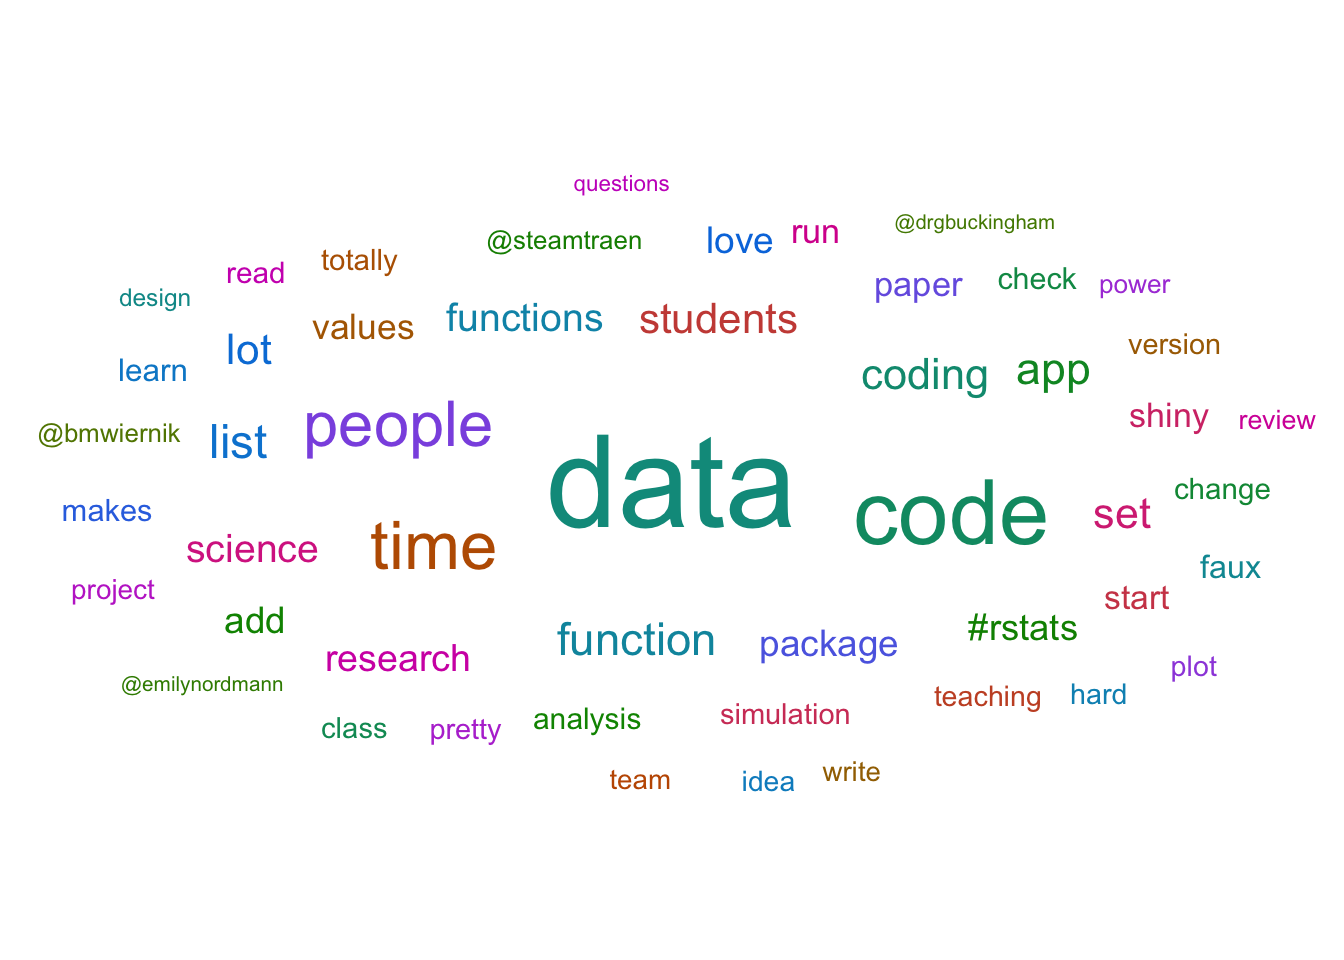 questions
@drgbuckingham
run
love
@steamtraen
totally
read
check
power
paper
design
functions
students
values
version
lot
learn
coding
app
shiny
review
people
@bmwiernik
list
data
change
code
set
makes
time
science
faux
project
start
add
#rstats
function
package
research
plot
@emilynordmann
teaching
hard
simulation
analysis
class
pretty
write
team
idea